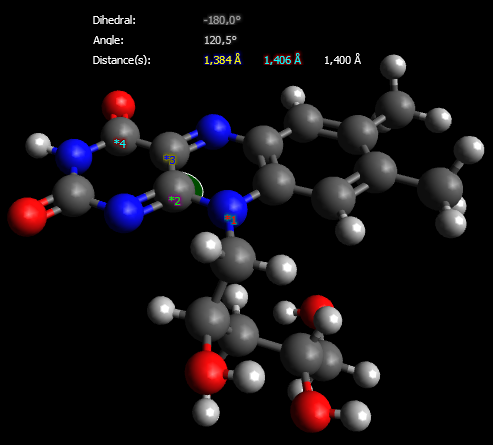 Dihedral: -180,0°
Angle: 120,5°
Distance(s): 1,384 Å 1,406 Å 1,400 Å
*4
*3
*2
*1